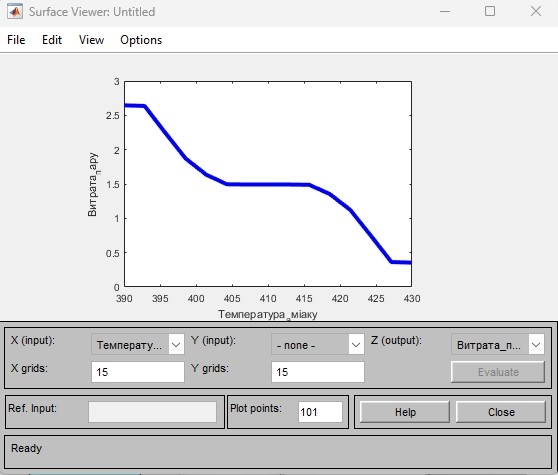 Surface Viewer: Untitled
File Edit View Options
3
2.5
2
1.5
1
0.5
0
Витрата_пару
390 395 400 405 410 415 420 425 430
Температура_аміаку
X (input): Температу... Y (input): - none - Z (output): Витрата_п...
X grids: 15 Y grids: 15 Evaluate
Ref. Input: Plot points: 101 Help Close
Ready